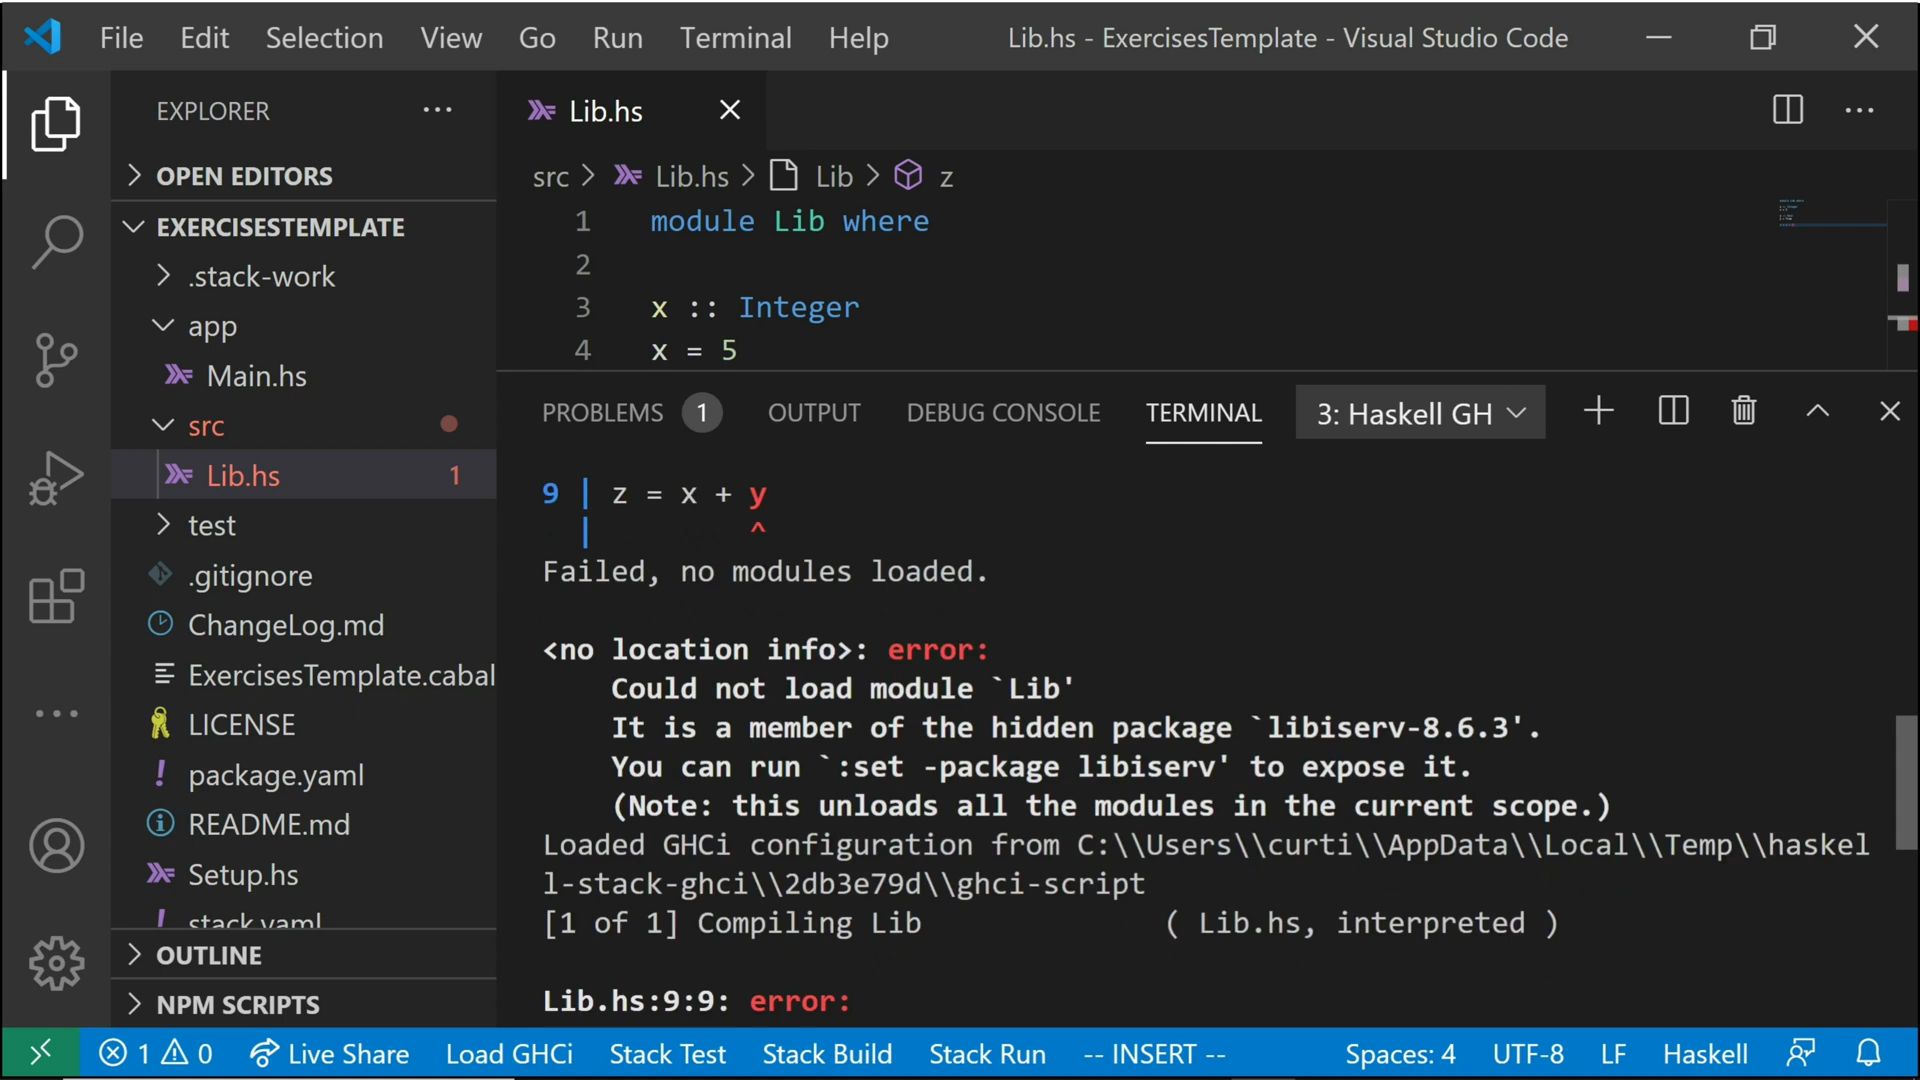 File Edit Selection View Go Run Terminal Help Lib.hs - ExercisesTemplate - Visual Studio Code
EXPLORER
OPEN EDITORS
EXERCISESTEMPLATE
.stack-work
app
Main.hs
src
Lib.hs 1
test
.gitignore
ChangeLog.md
ExercisesTemplate.cabal
LICENSE
package.yaml
README.md
Setup.hs
stack.yaml
OUTLINE
NPM SCRIPTS
Lib.hs
src > Lib.hs > Lib > z
1 module Lib where
2
3 x :: Integer
4 x = 5
PROBLEMS 1 OUTPUT DEBUG CONSOLE TERMINAL 3: Haskell GH
9 | z = x + y
| ^
Failed, no modules loaded.
<no location info>: error:
Could not load module `Lib'
It is a member of the hidden package `libiserv-8.6.3'.
You can run `:set -package libiserv' to expose it.
(Note: this unloads all the modules in the current scope.)
Loaded GHCi configuration from C:\\Users\\curti\\AppData\\Local\\Temp\\haskel
l-stack-ghci\\2db3e79d\\ghci-script
[1 of 1] Compiling Lib ( Lib.hs, interpreted )
Lib.hs:9:9: error:
1 0 Live Share Load GHCi Stack Test Stack Build Stack Run -- INSERT -- Spaces: 4 UTF-8 LF Haskell